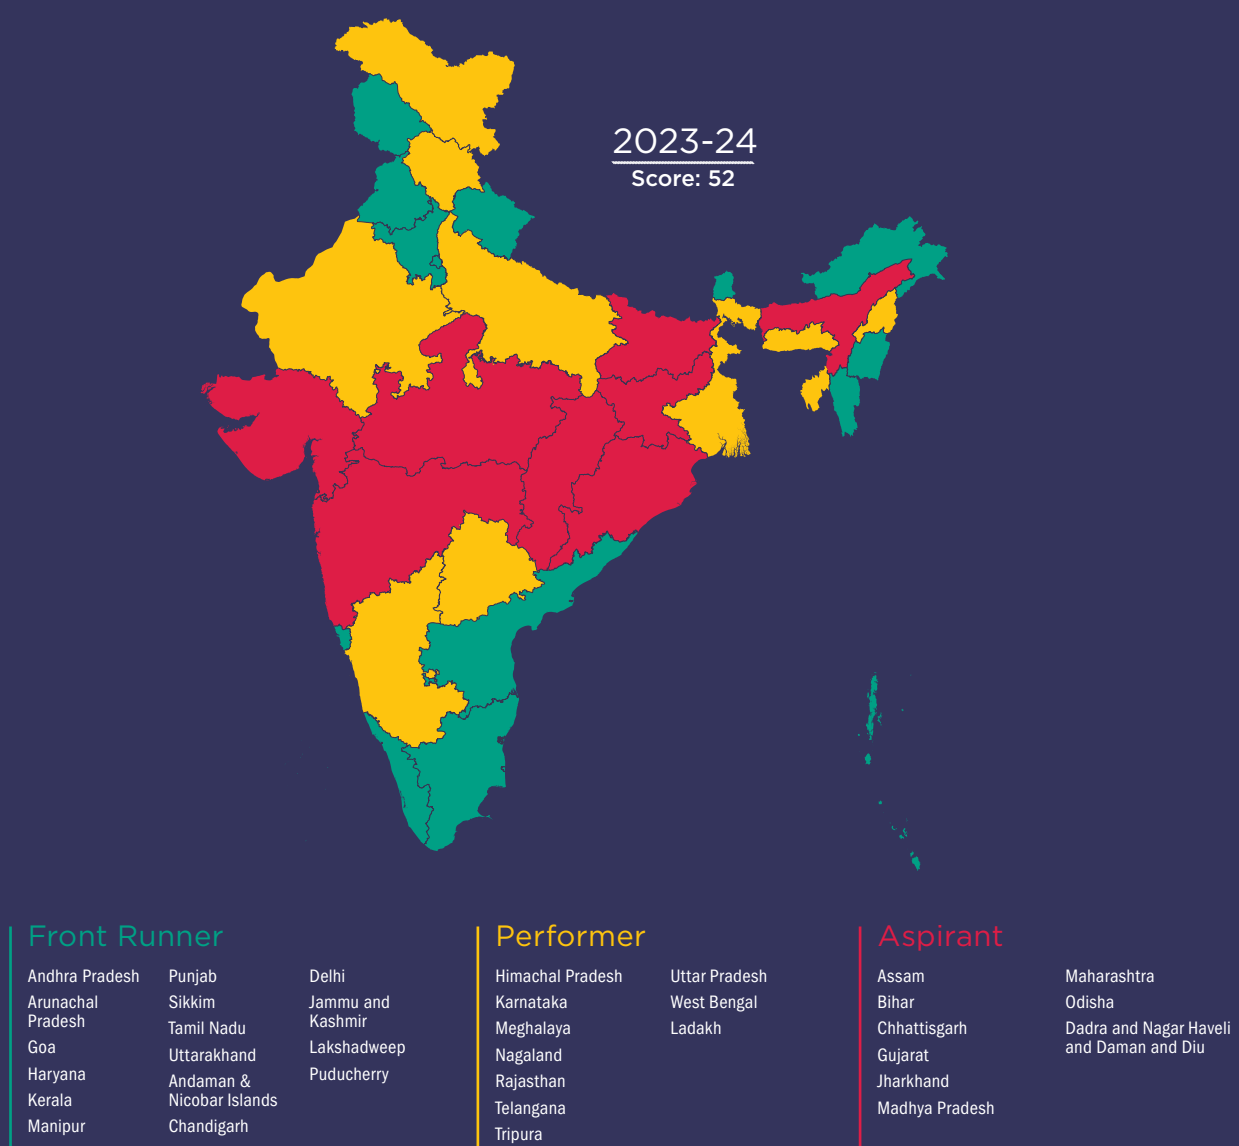 2023-24
Score: 52
Front Runner
Andhra Pradesh
Arunachal
Pradesh
Goa
Haryana
Kerala
Manipur
Punjab
Sikkim
Tamil Nadu
Uttarakhand
Andaman &
Nicobar Islands
Chandigarh
Delhi
Jammu and
Kashmir
Lakshadweep
Puducherry
Performer
Himachal Pradesh
Karnataka
Meghalaya
Nagaland
Rajasthan
Telangana
Tripura
Uttar Pradesh
West Bengal
Ladakh
Aspirant
Assam
Bihar
Chhattisgarh
Gujarat
Jharkhand
Madhya Pradesh
Maharashtra
Odisha
Dadra and Nagar Haveli
and Daman and Diu